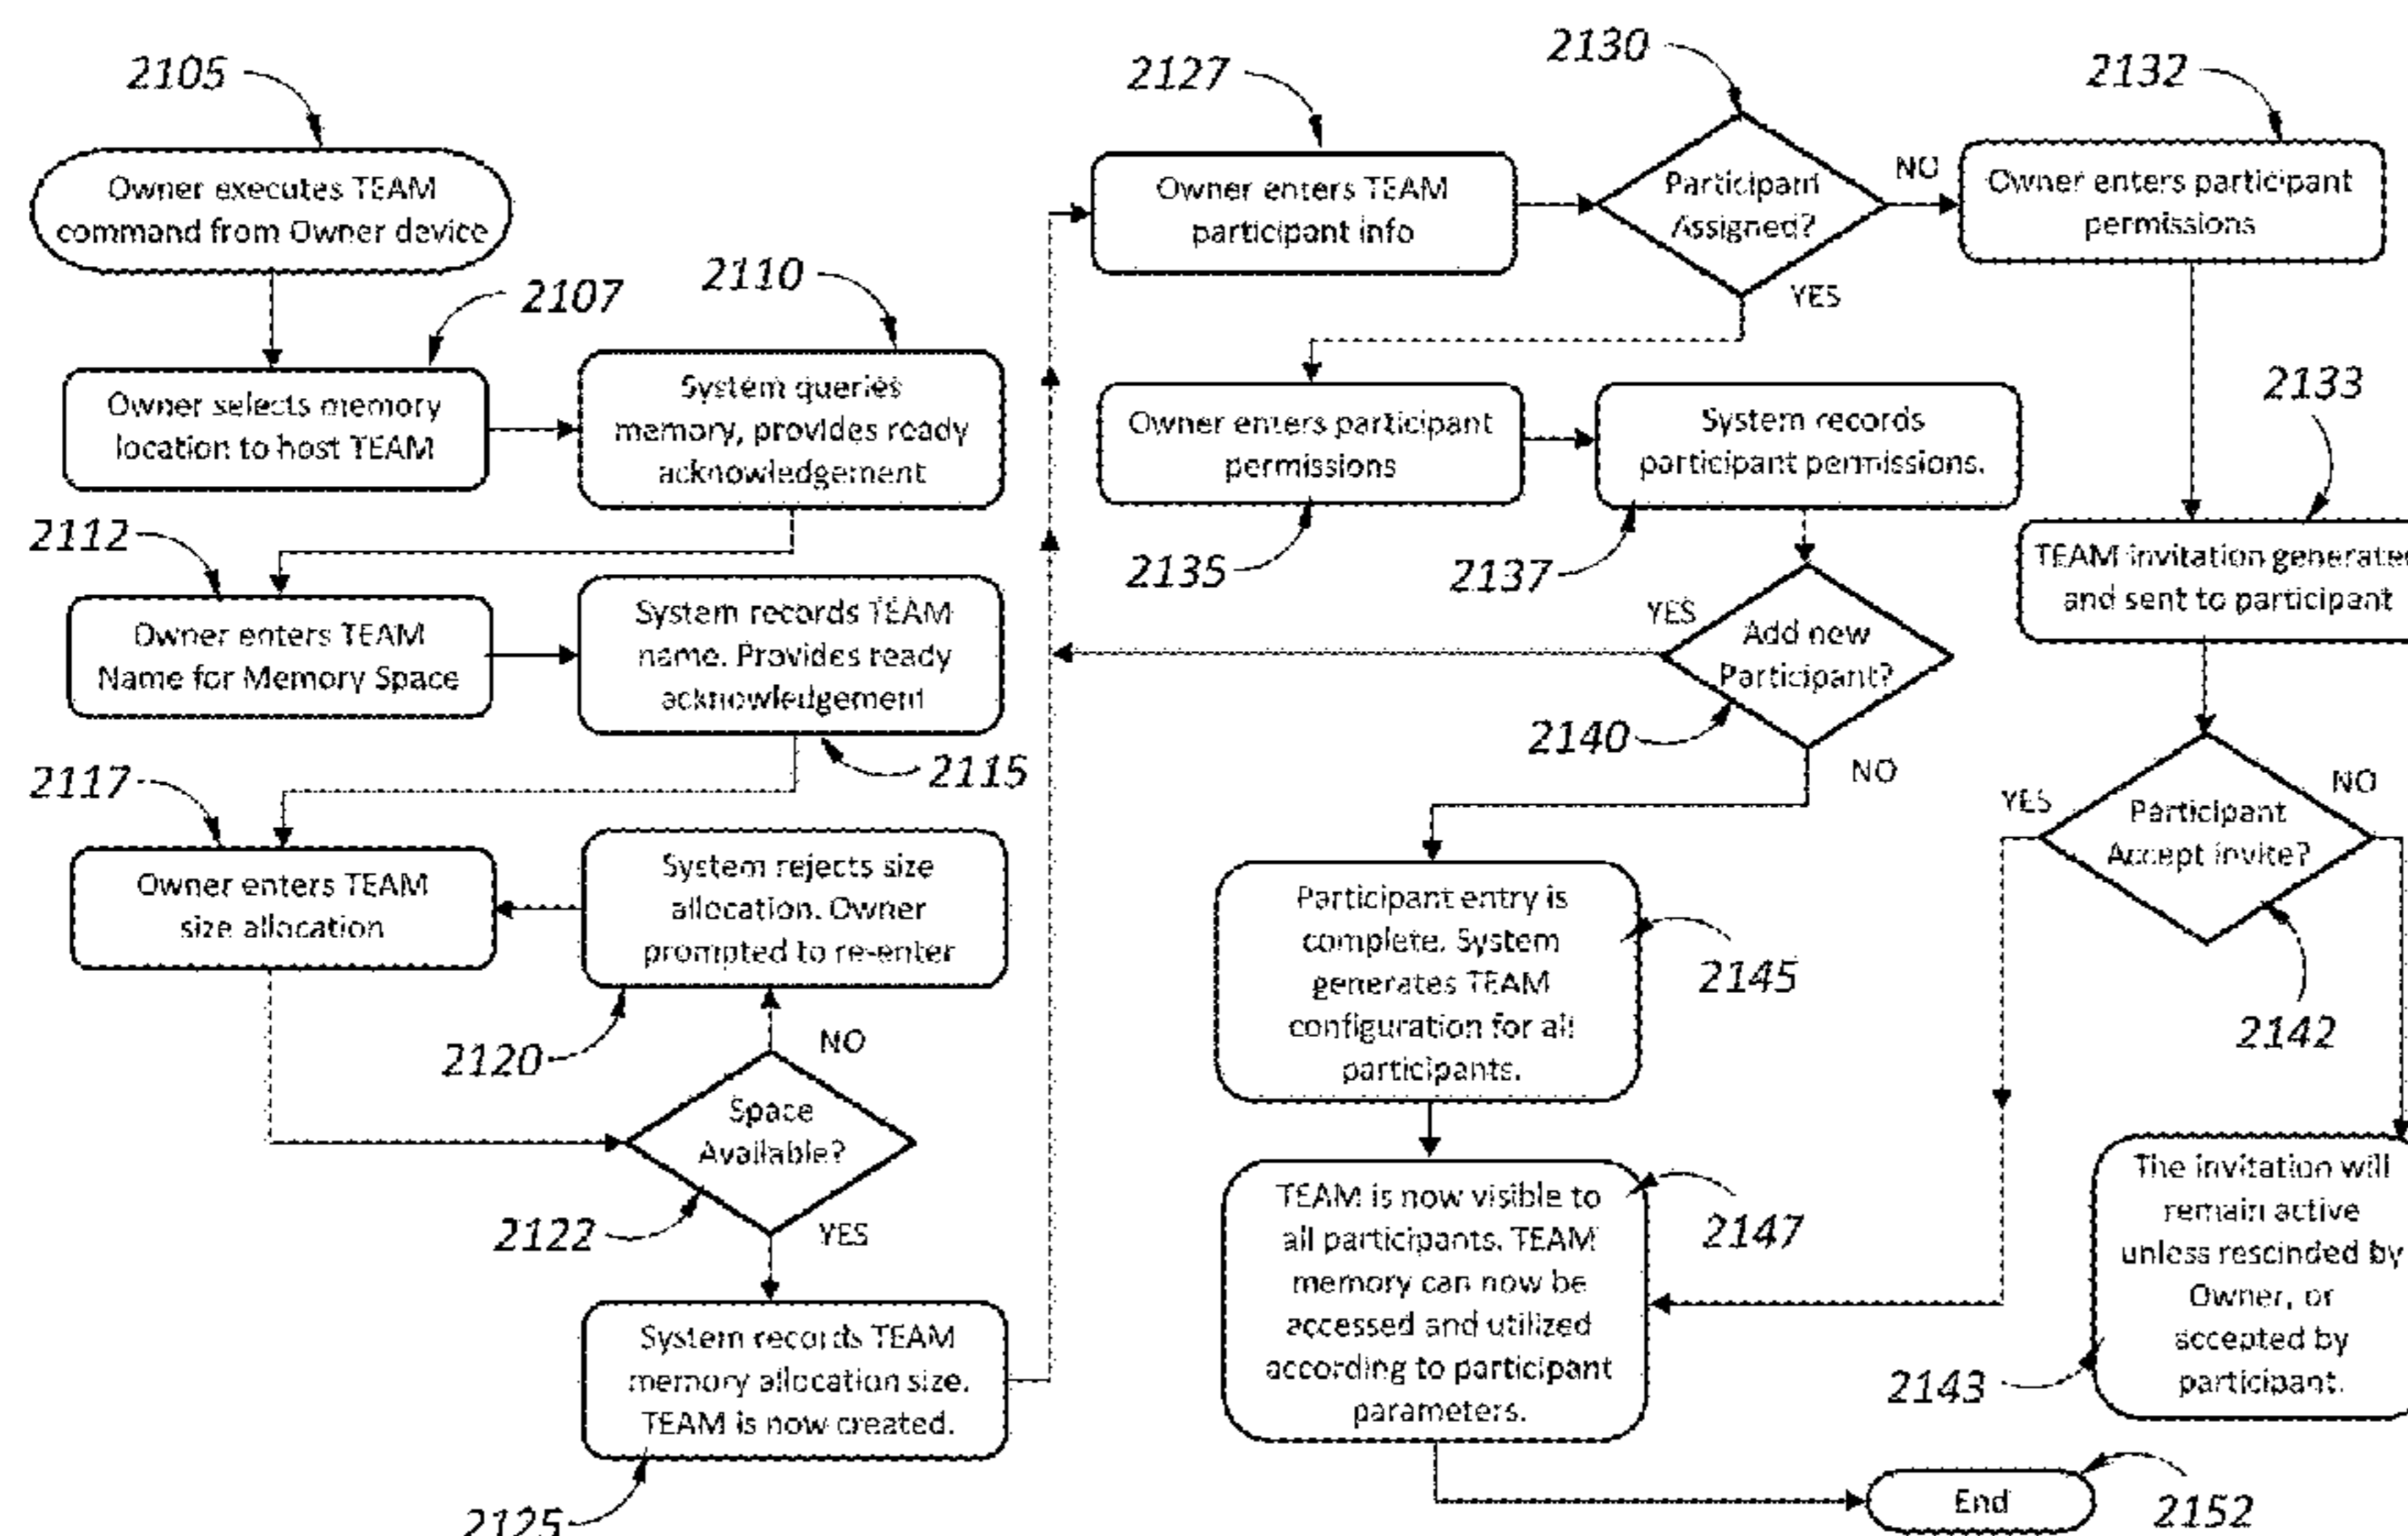 2105
Owner executes TEAM
command from Owner device
2107
Owner selects memory
location to host TEAM
2110
System queries
memory, provides ready
acknowledgement
2112
Owner enters TEAM
Name for Memory Space
System records TEAM
name. Provides ready
acknowledgement
2115
2117
Owner enters TEAM
size allocation
System rejects size
allocation. Owner
prompted to re-enter
2120
NO
Space
Available?
2122
YES
System records TEAM
memory allocation size.
TEAM is now created.
2125
2127
Owner enters TEAM
participant info
2130
Participant
Assigned?
NO
YES
2132
Owner enters participant
permissions
Owner enters participant
permissions
2135
System records
participant permissions.
2137
2133
TEAM invitation generated
and sent to participant
YES
Add new
Participant?
2140
NO
YES
Participant
Accept invite?
NO
2142
Participant entry is
complete. System
generates TEAM
configuration for all
participants.
2145
TEAM is now visible to
all participants. TEAM
memory can now be
accessed and utilized
according to participant
parameters.
2147
The invitation will
remain active
unless rescinded by
Owner, or
accepted by
participant.
2143
End
2152